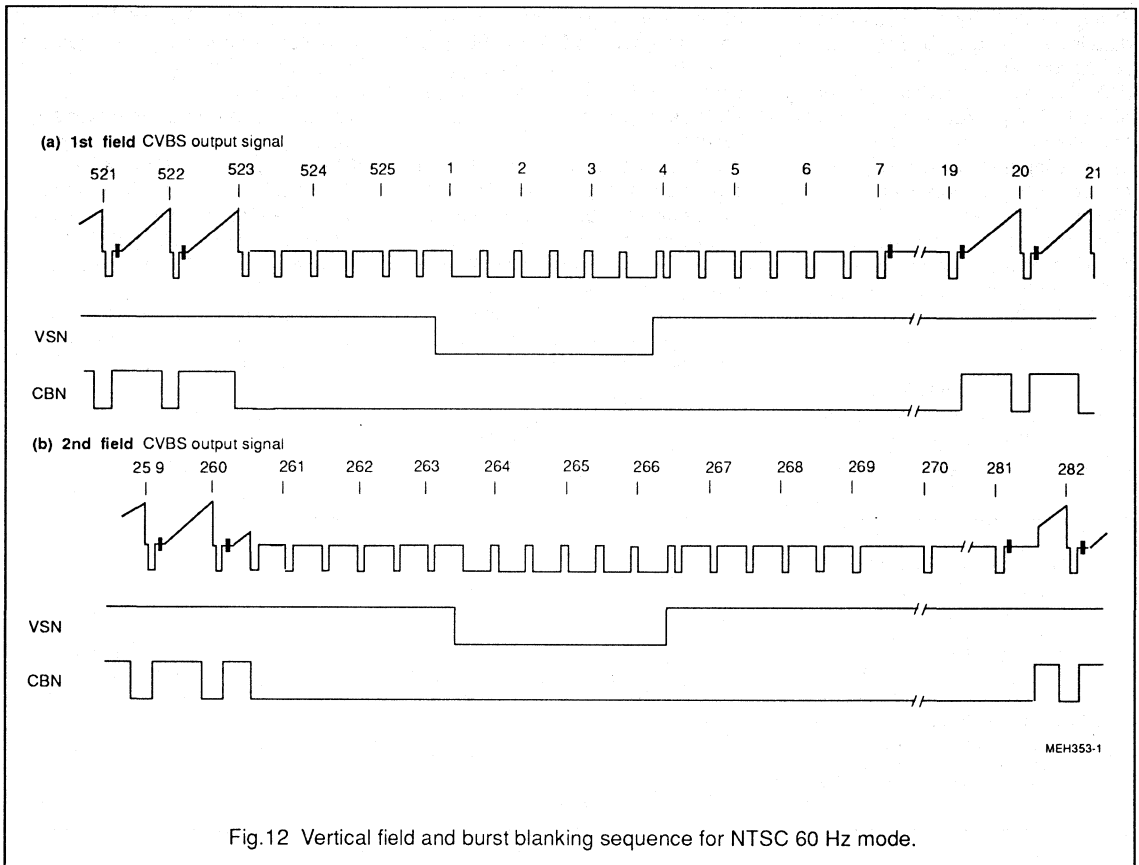 (a) 1st field CVBS output signal
521 522 523 524 525 1 2 3 4 5 6 7 19 20 21
VSN
CBN
(b) 2nd field CVBS output signal
25 9 260 261 262 263 264 265 266 267 268 269 270 281 282
VSN
CBN
MEH353-1
Fig.12 Vertical field and burst blanking sequence for NTSC 60 Hz mode.